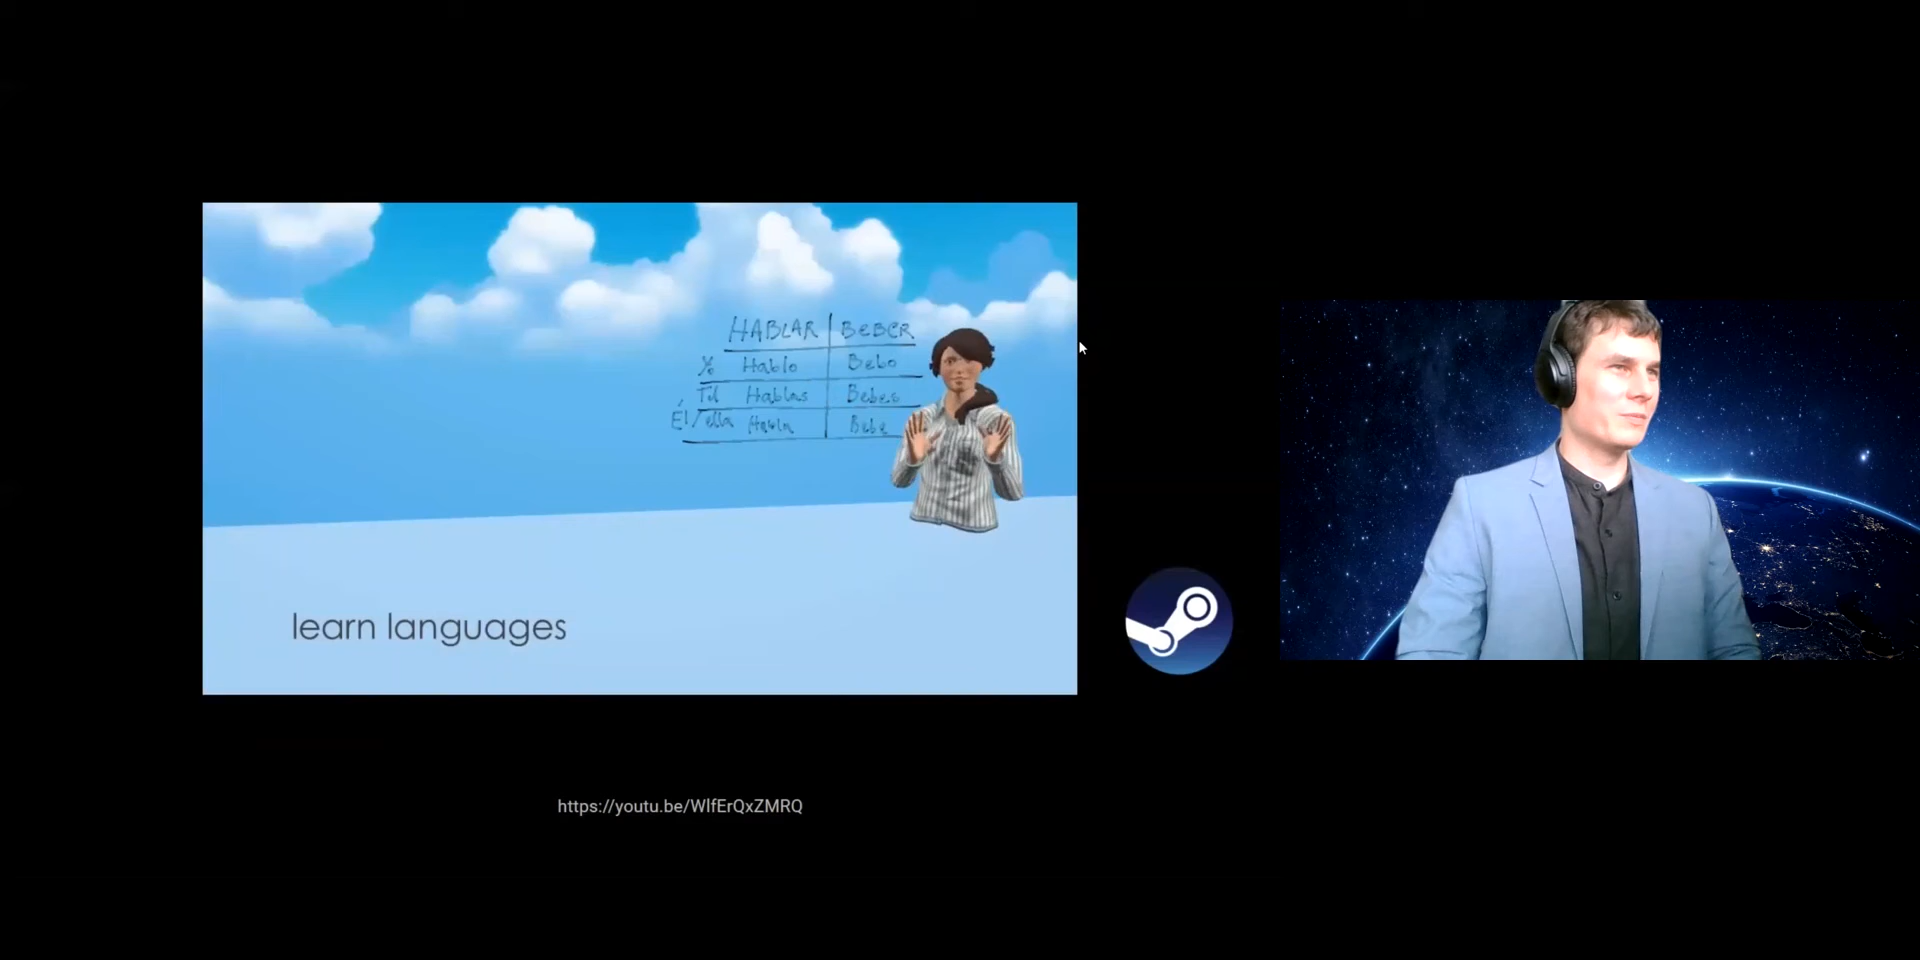 HABLAR BEBER
Yo Hablo Bebo
Tú Hablas Bebes
Él/ella Habla Bebe
learn languages
https://youtu.be/WlfErQxZMRQ